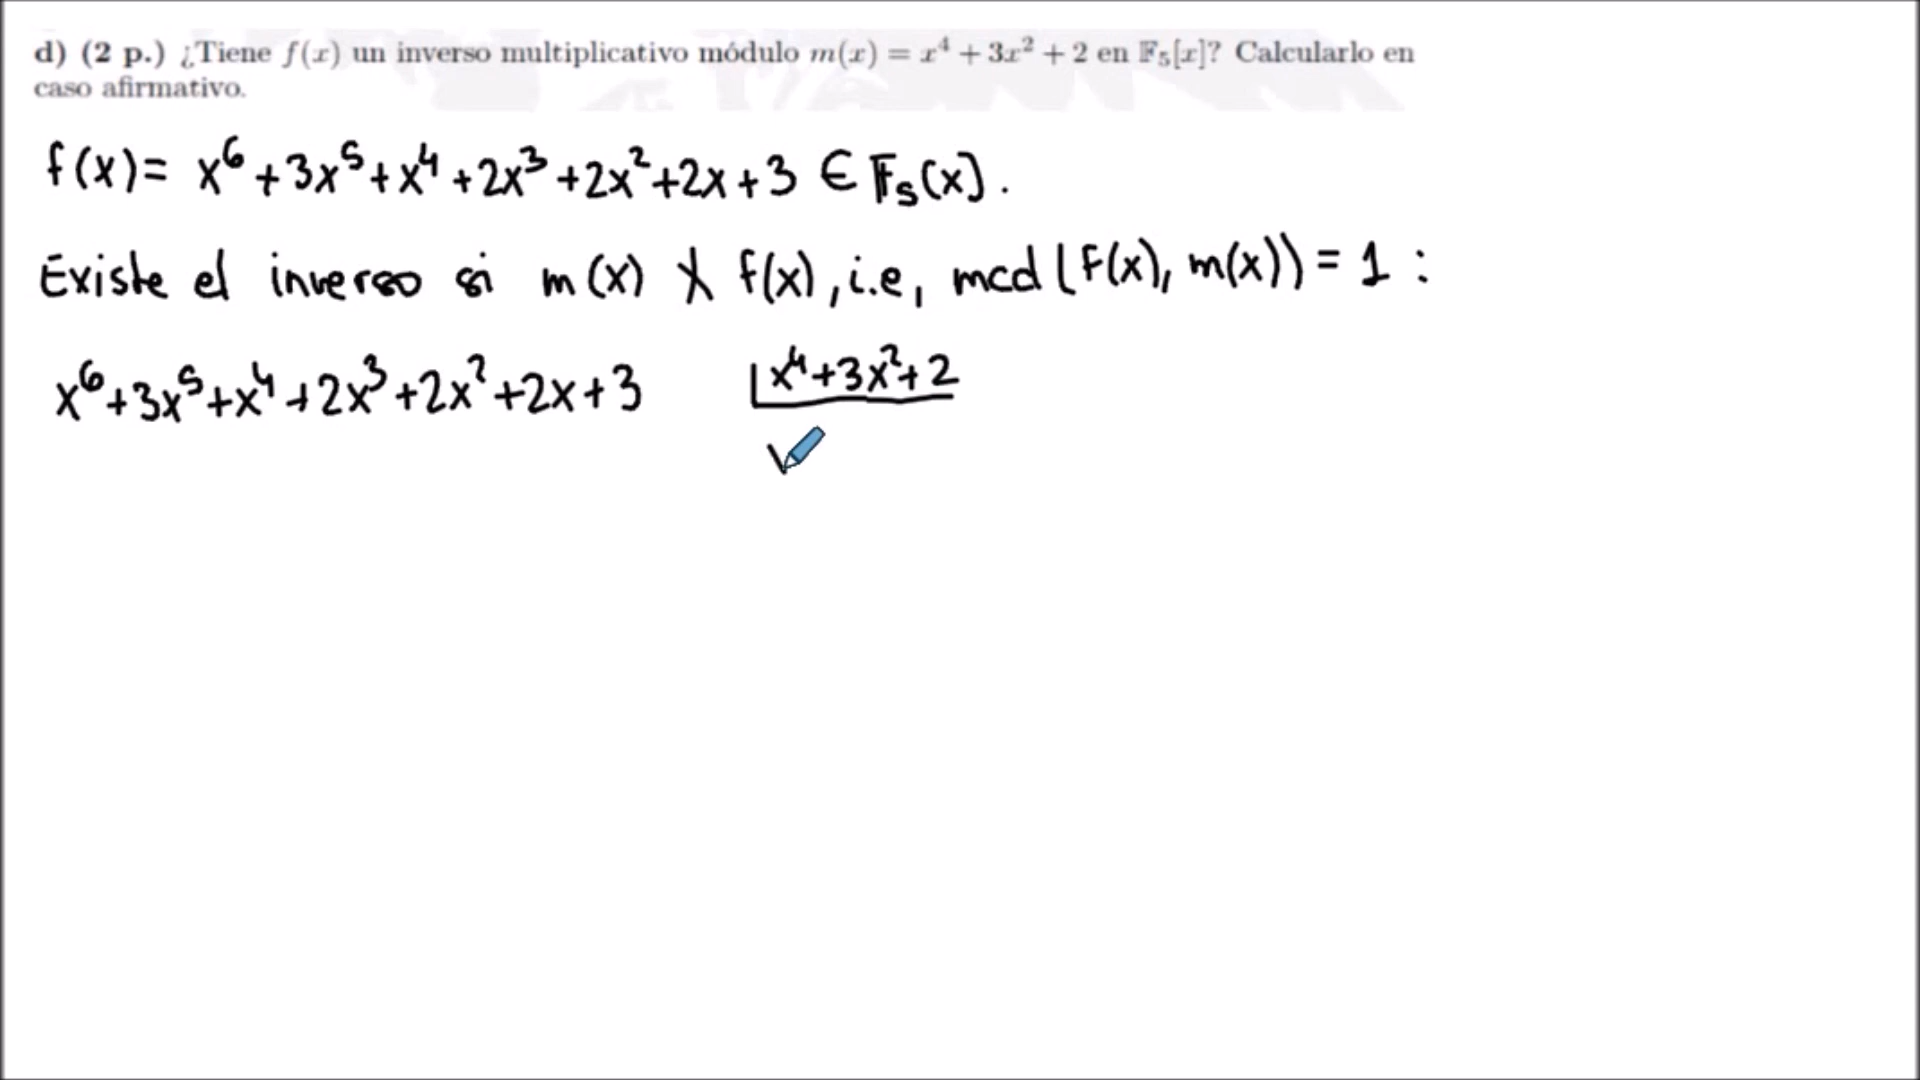 d) (2 p.) ¿Tiene f(x) un inverso multiplicativo módulo m(x) = x⁴ + 3x² + 2 en 𝔽₅[x]? Calcularlo en
caso afirmativo.
f(x)= x⁶+3x⁵+x⁴+2x³+2x²+2x+3 ∈ 𝔽₅(x].
Existe el inverso si m(x) ∤ f(x), i.e, mcd(F(x), m(x)) = 1 :
x⁶+3x⁵+x⁴+2x³+2x²+2x+3 x⁴+3x²+2